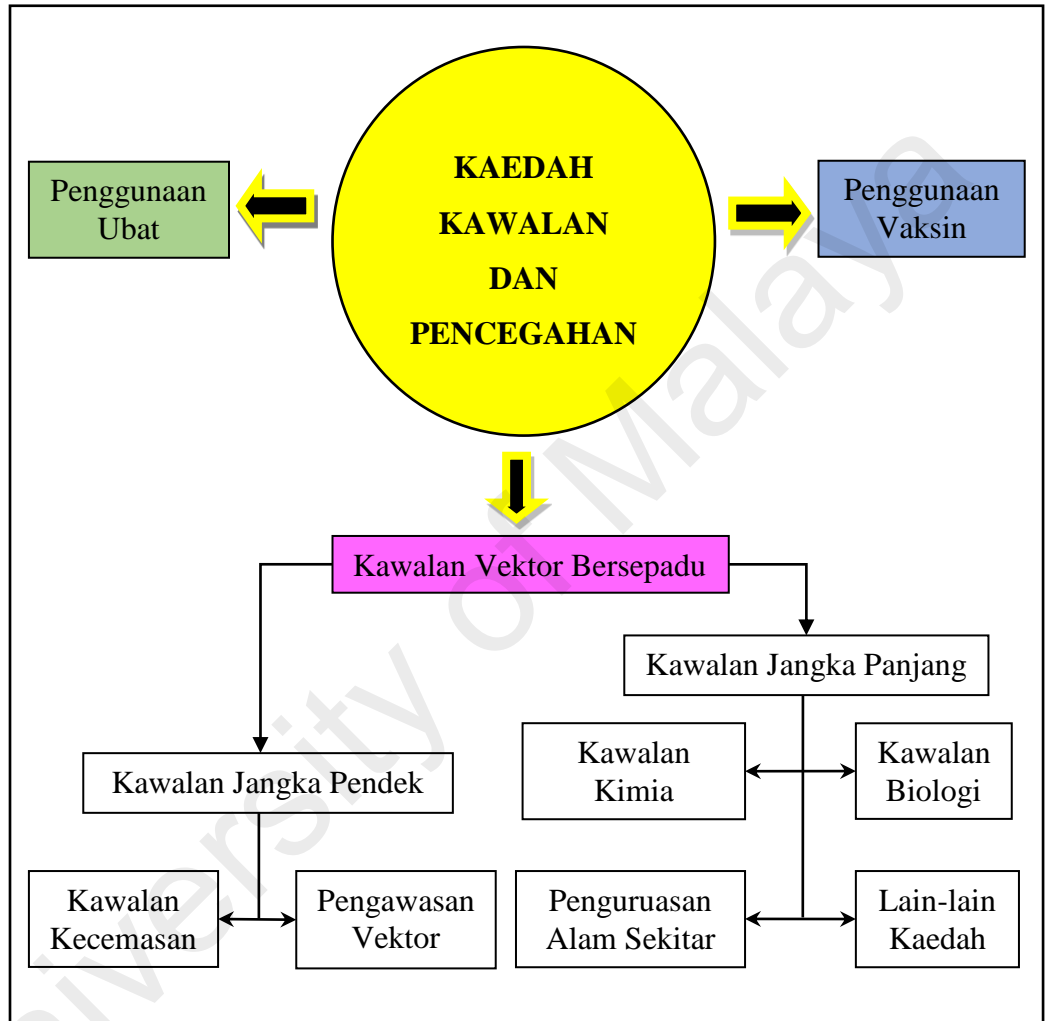 KAEDAH
KAWALAN
DAN
PENCEGAHAN
Penggunaan
Ubat
Penggunaan
Vaksin
Kawalan Vektor Bersepadu
Kawalan Jangka Panjang
Kawalan
Kimia
Kawalan
Biologi
Kawalan Jangka Pendek
Kawalan
Kecemasan
Pengawasan
Vektor
Penguruasan
Alam Sekitar
Lain-lain
Kaedah
University of Malaya